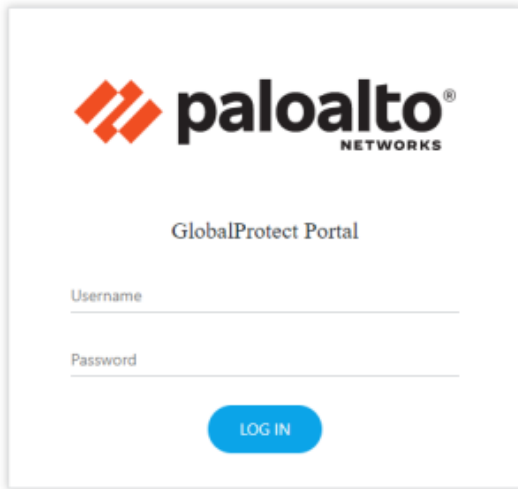 paloalto®
NETWORKS
GlobalProtect Portal
Username
Password
LOG IN